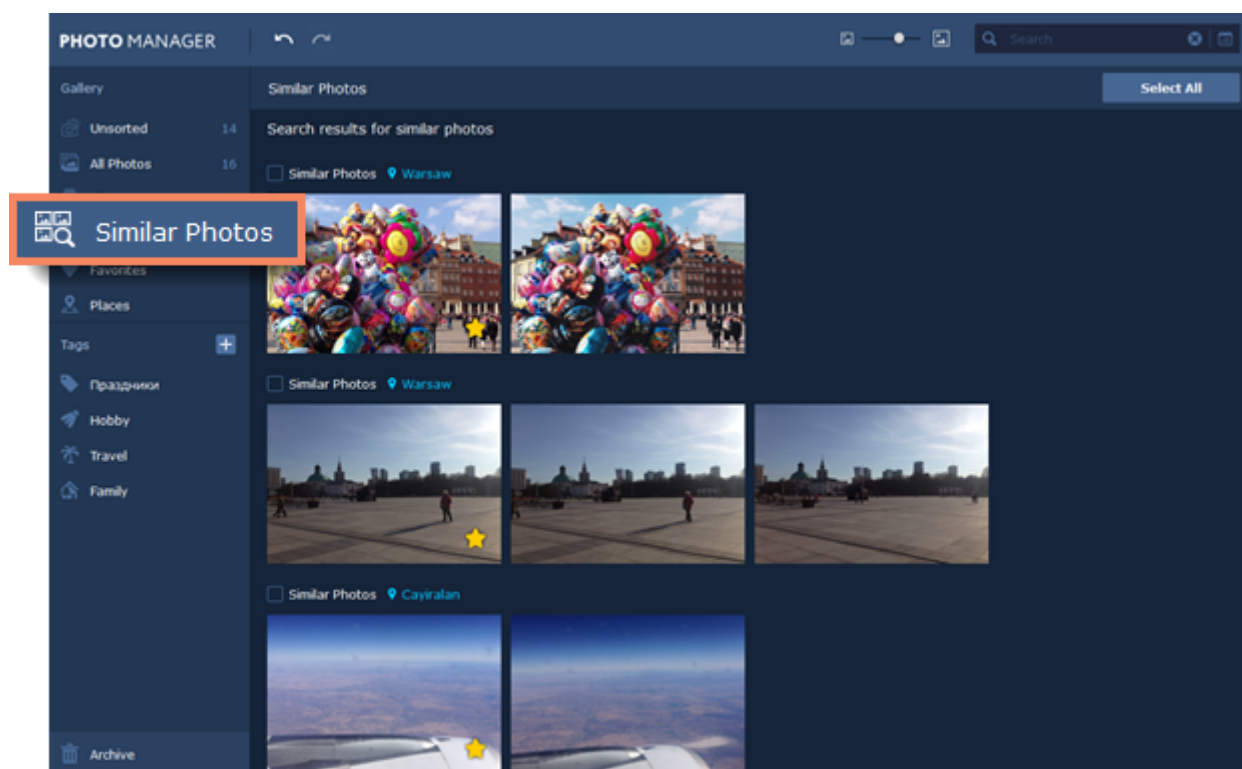 PHOTO MANAGER
Search
Gallery
Similar Photos
Select All
Unsorted 14
Search results for similar photos
All Photos 16
Similar Photos Warsaw
Similar Photos
Favorites
Places
Tags
Similar Photos Warsaw
Праздники
Hobby
Travel
Family
Similar Photos Cayiralan
Archive